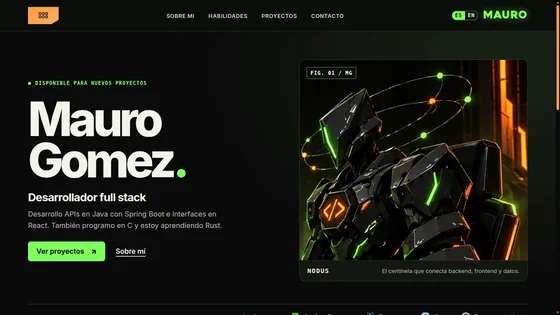 SOBRE MI
HABILIDADES
PROYECTOS
CONTACTO
ES
EN
MAURO
DISPONIBLE PARA NUEVOS PROYECTOS
Mauro
Gomez.
Desarrollador full stack
Desarrollo APIs en Java con Spring Boot e interfaces en
React. También programo en C y estoy aprendiendo Rust.
Ver proyectos
Sobre mí
FIG. 01 / MG
</>
NODUS
El centinela que conecta backend, frontend y datos.